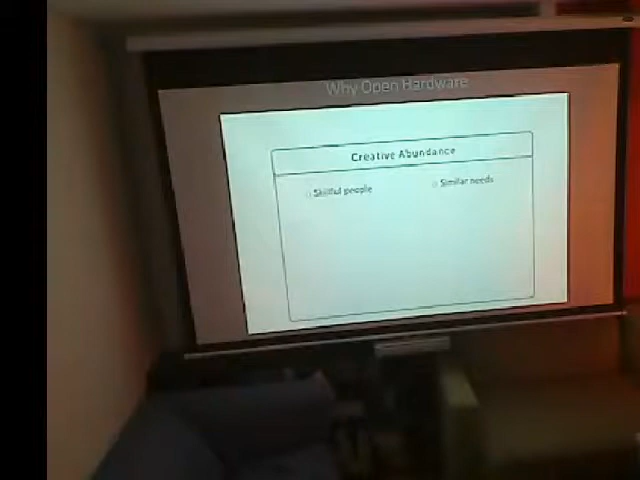 Why Open Hardware
Creative Abundance
Skillful people
Similar needs